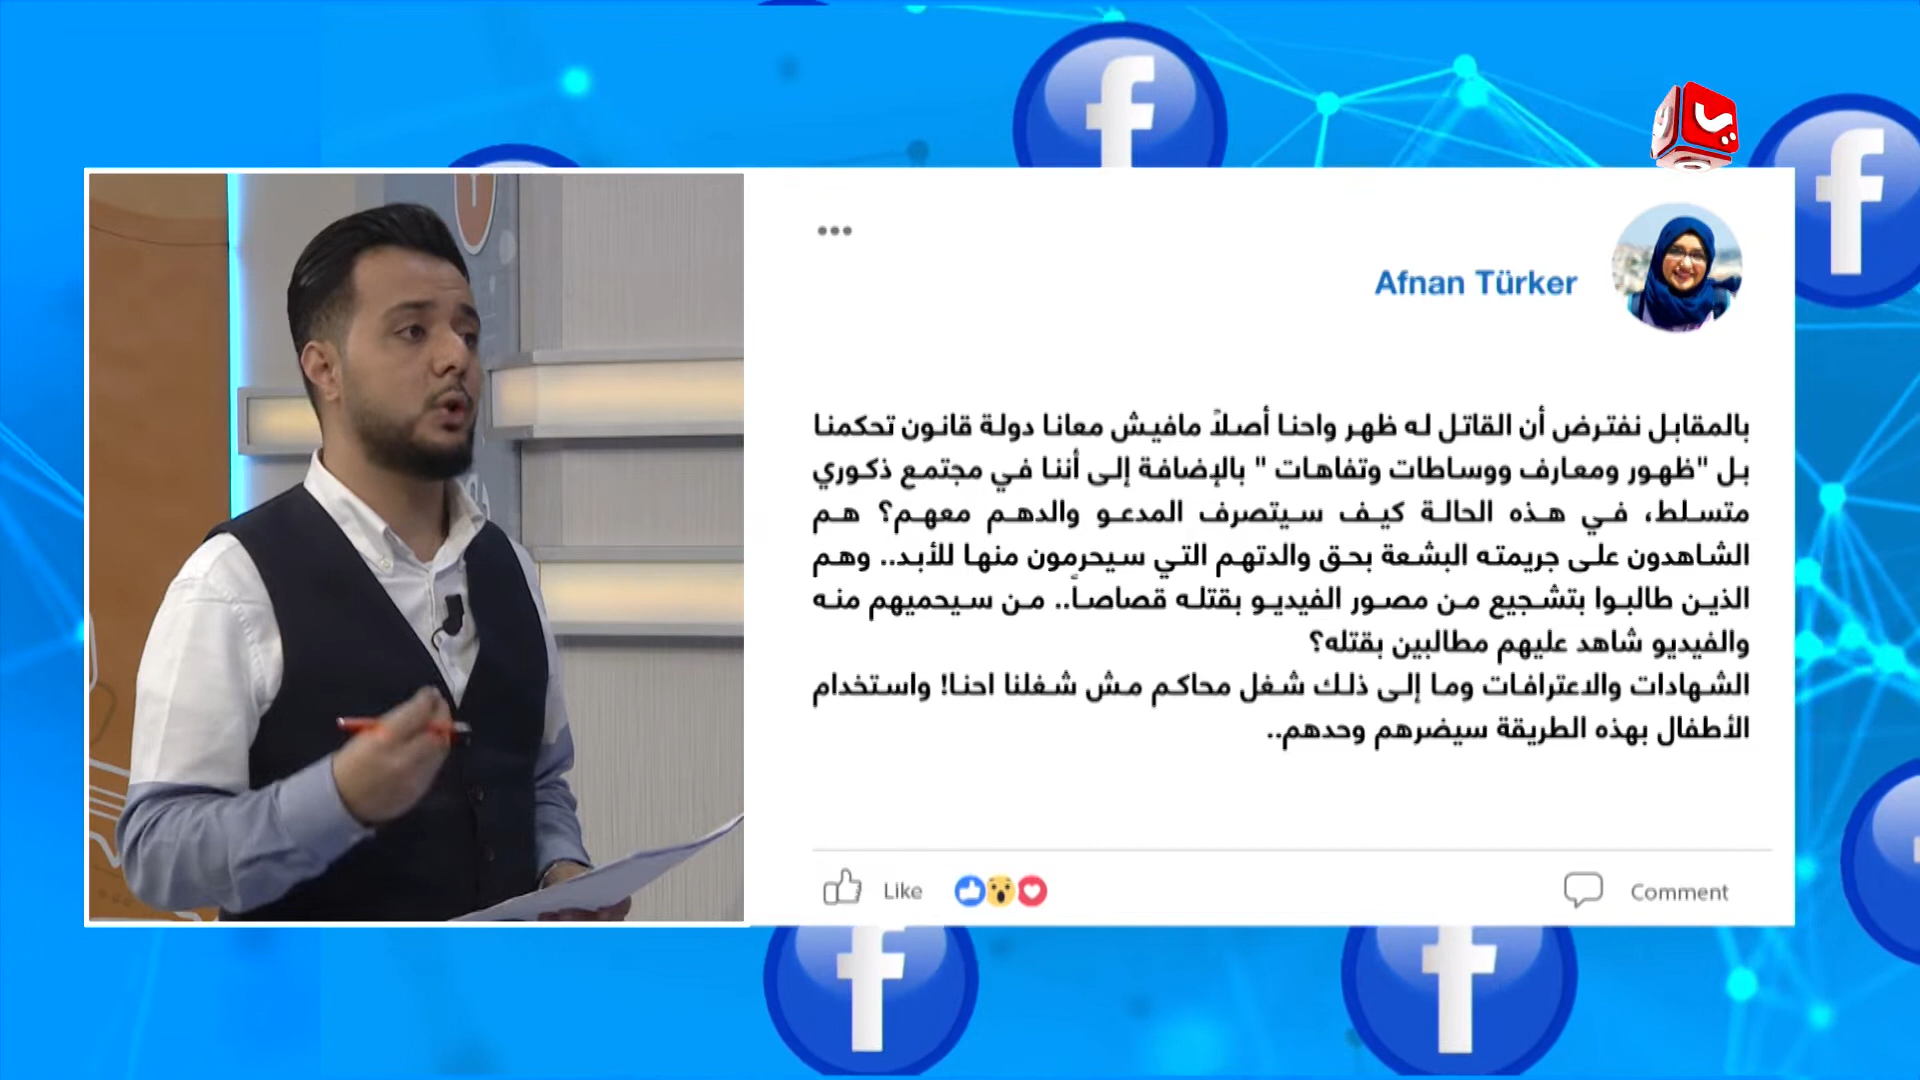 Afnan Türker
بالمقابل نفترض أن القاتل له ظهر واحنا أصلاً مافيش معانا دولة قانون تحكمنا
بل "ظهور ومعارف ووساطات وتفاهات " بالإضافة إلى أننا في مجتمع ذكوري
متسلط، في هذه الحالة كيف سيتصرف المدعو والدهم معهم؟ هم
الشاهدون على جريمته البشعة بحق والدتهم التي سيحرمون منها للأبد.. وهم
الذين طالبوا بتشجيع من مصور الفيديو بقتله قصاصاً.. من سيحميهم منه
والفيديو شاهد عليهم مطالبين بقتله؟
الشهادات والاعترافات وما إلى ذلك شغل محاكم مش شغلنا احنا! واستخدام
الأطفال بهذه الطريقة سيضرهم وحدهم..
Like
Comment